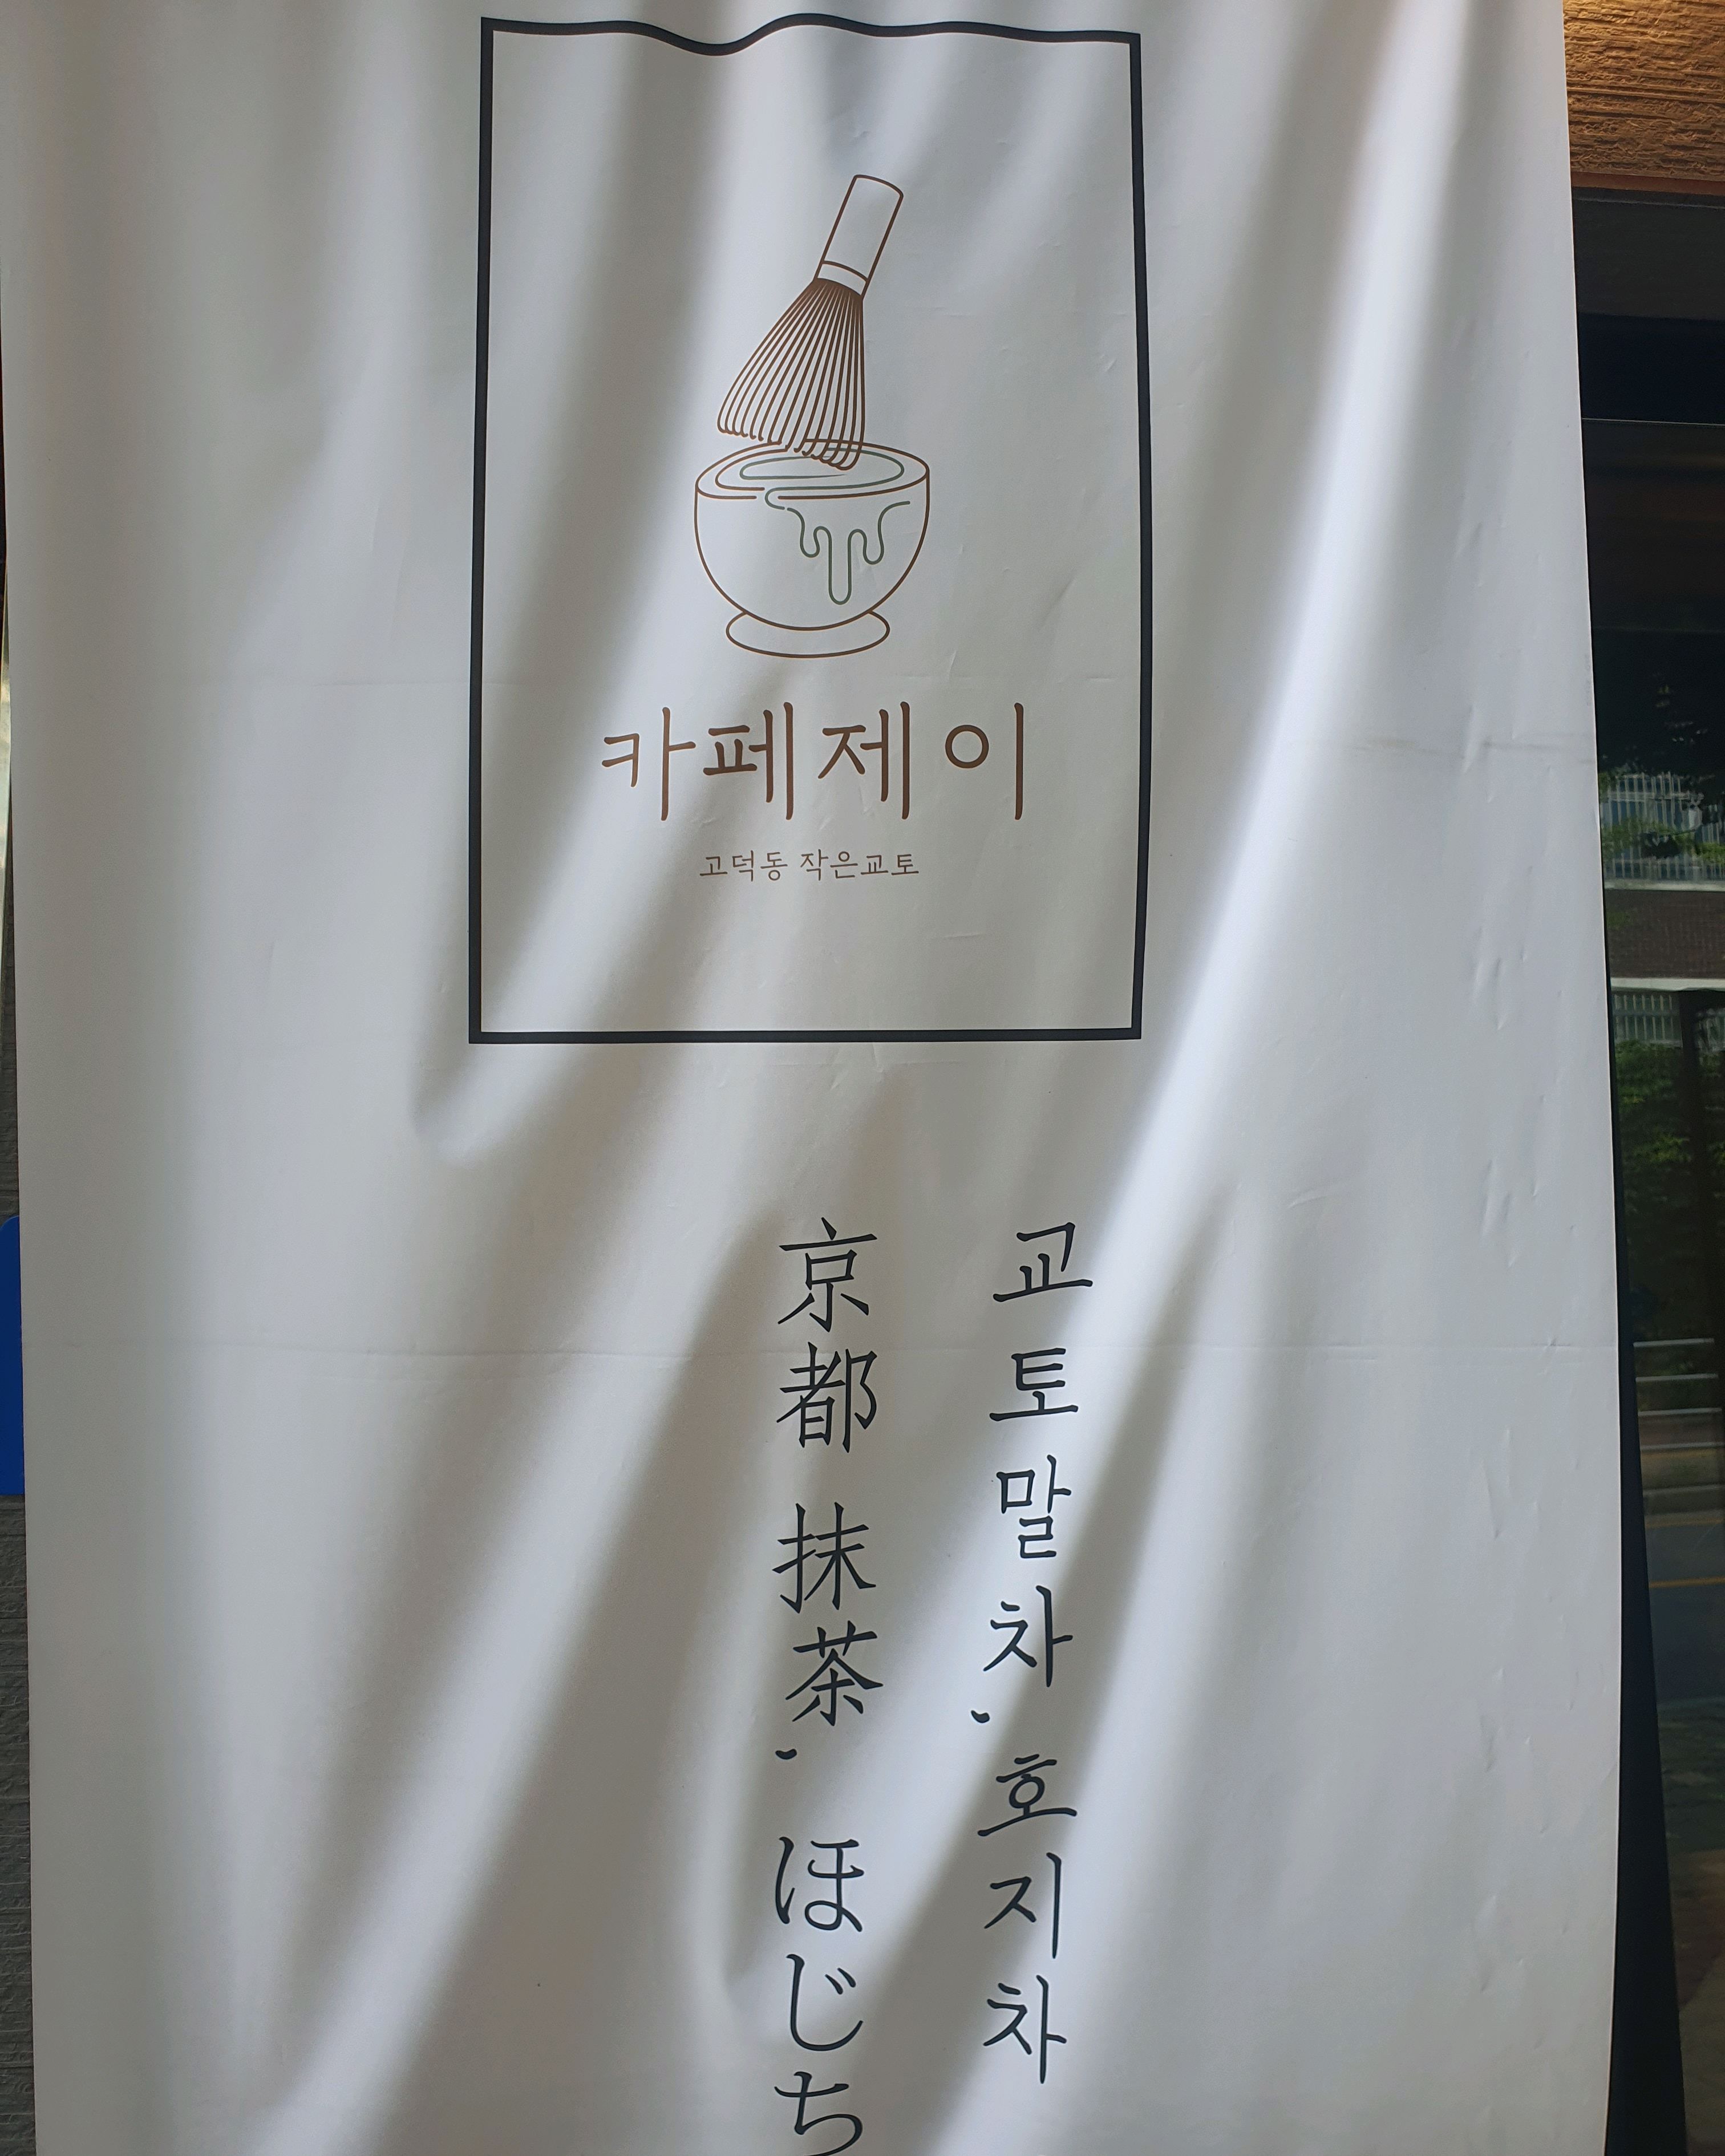 카페제이
고덕동 작은교토
교토말차, 호지차
京都 抹茶, ほじち